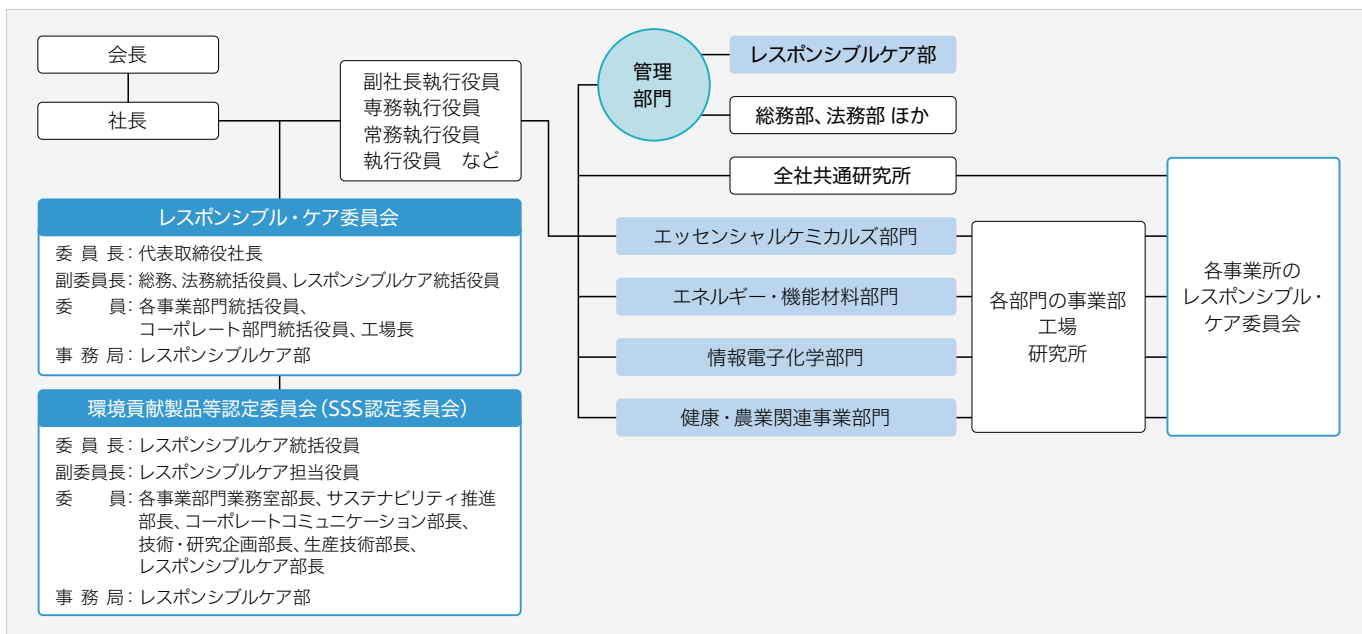 会長
社長
副社長執行役員
専務執行役員
常務執行役員
執行役員 など
レスポンシブル・ケア委員会
委員長：代表取締役社長
副委員長：総務、法務統括役員、レスポンシブルケア統括役員
委員：各事業部門統括役員、
コーポレート部門統括役員、工場長
事務局：レスポンシブルケア部
環境貢献製品等認定委員会（SSS認定委員会）
委員長：レスポンシブルケア統括役員
副委員長：レスポンシブルケア担当役員
委員：各事業部門業務室部長、サステナビリティ推進
部長、コーポレートコミュニケーション部長、
技術・研究企画部長、生産技術部長、
レスポンシブルケア部長
事務局：レスポンシブルケア部
管理
部門
レスポンシブルケア部
総務部、法務部 ほか
全社共通研究所
エッセンシャルケミカルズ部門
エネルギー・機能材料部門
情報電子化学部門
健康・農業関連事業部門
各部門の事業部
工場
研究所
各事業所の
レスポンシブル・
ケア委員会